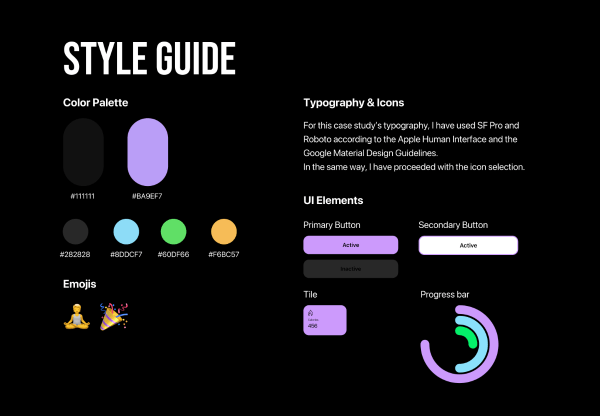 STYLE GUIDE
Color Palette
#111111
#BA9EF7
#282828
#8DDCF7
#60DF66
#F6BC57
Emojis
Typography & Icons
For this case study's typography, I have used SF Pro and
Roboto according to the Apple Human Interface and the
Google Material Design Guidelines.
In the same way, I have proceeded with the icon selection.
UI Elements
Primary Button
Active
Inactive
Secondary Button
Active
Tile
Calories
456
Progress bar